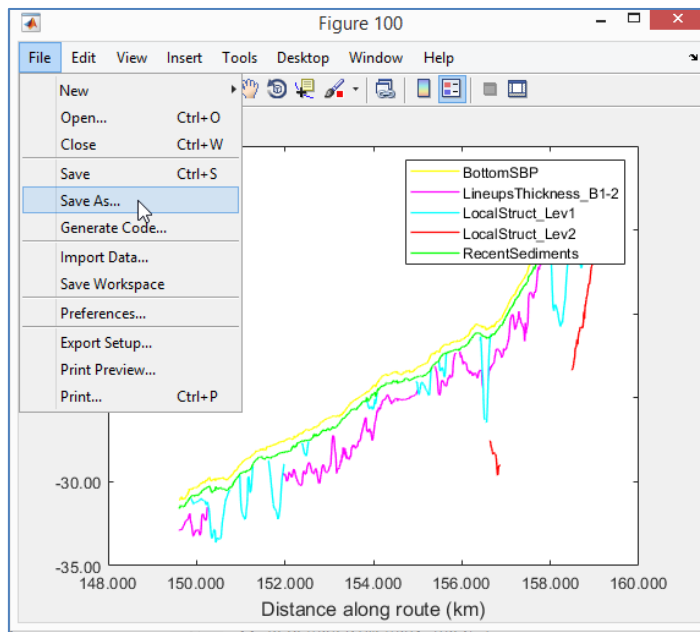 Figure 100
File Edit View Insert Tools Desktop Window Help
New
Open... Ctrl+O
Close Ctrl+W
Save Ctrl+S
Save As...
Generate Code...
Import Data...
Save Workspace
Preferences...
Export Setup...
Print Preview...
Print... Ctrl+P
BottomSBP
LineupsThickness_B1-2
LocalStruct_Lev1
LocalStruct_Lev2
RecentSediments
-30.00
-35.00
148.000 150.000 152.000 154.000 156.000 158.000 160.000
Distance along route (km)